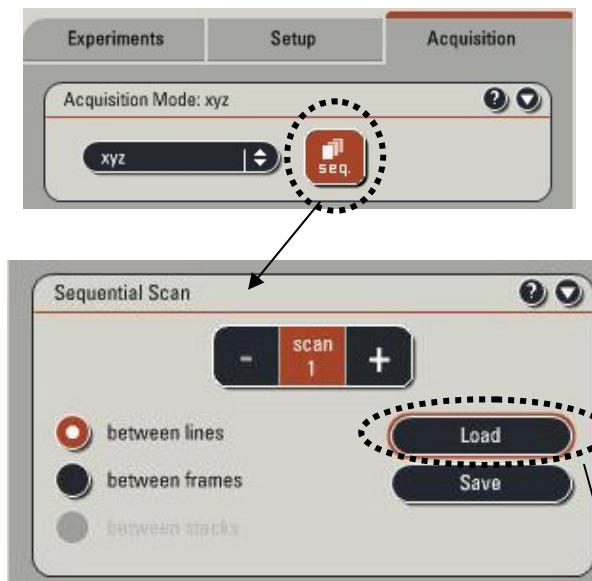 Experiments Setup Acquisition
Acquisition Mode: xyz ?
xyz seq.
Sequential Scan ?
- scan 1 +
between lines Load
between frames Save
between stacks